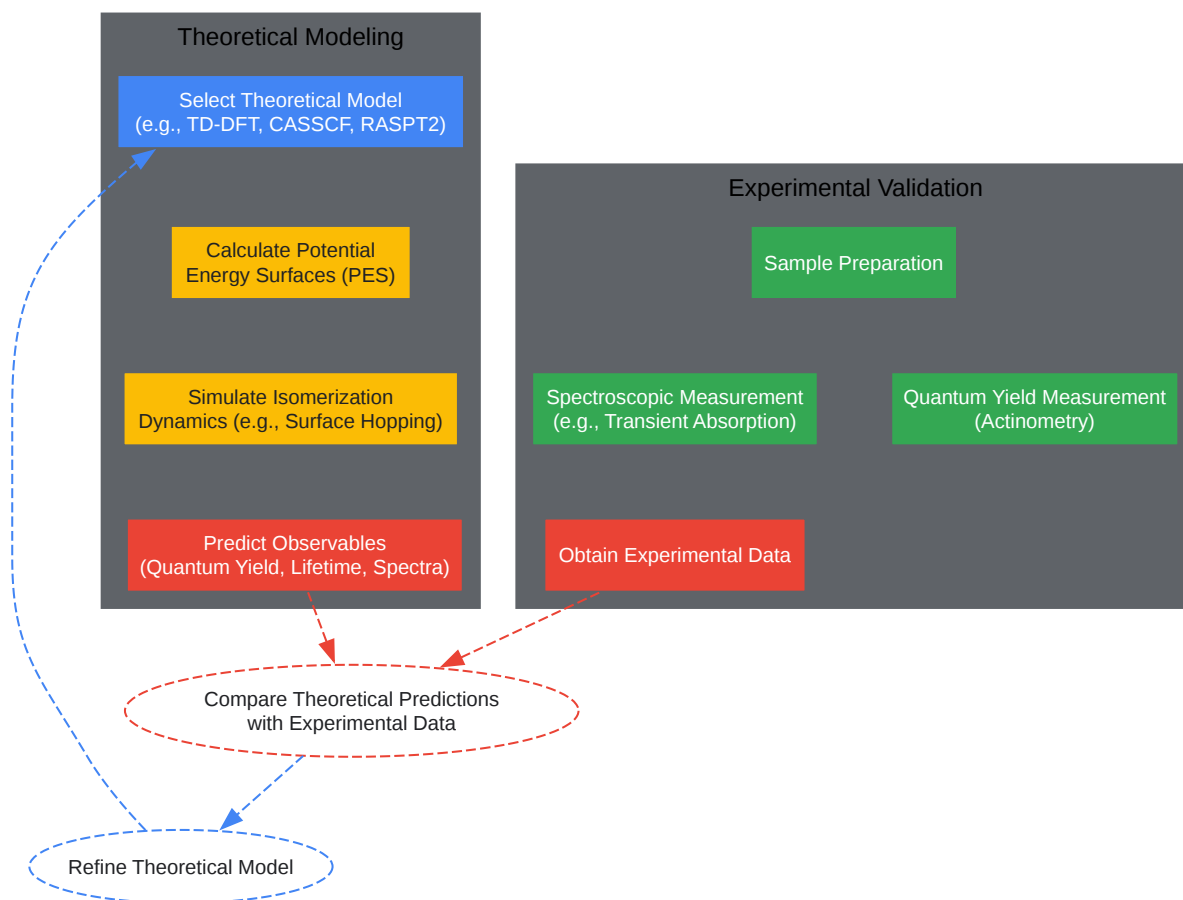 Theoretical Modeling
Select Theoretical Model
(e.g., TD-DFT, CASSCF, RASPT2)
Calculate Potential
Energy Surfaces (PES)
Simulate Isomerization
Dynamics (e.g., Surface Hopping)
Predict Observables
(Quantum Yield, Lifetime, Spectra)
Experimental Validation
Sample Preparation
Spectroscopic Measurement
(e.g., Transient Absorption)
Quantum Yield Measurement
(Actinometry)
Obtain Experimental Data
Compare Theoretical Predictions
with Experimental Data
Refine Theoretical Model